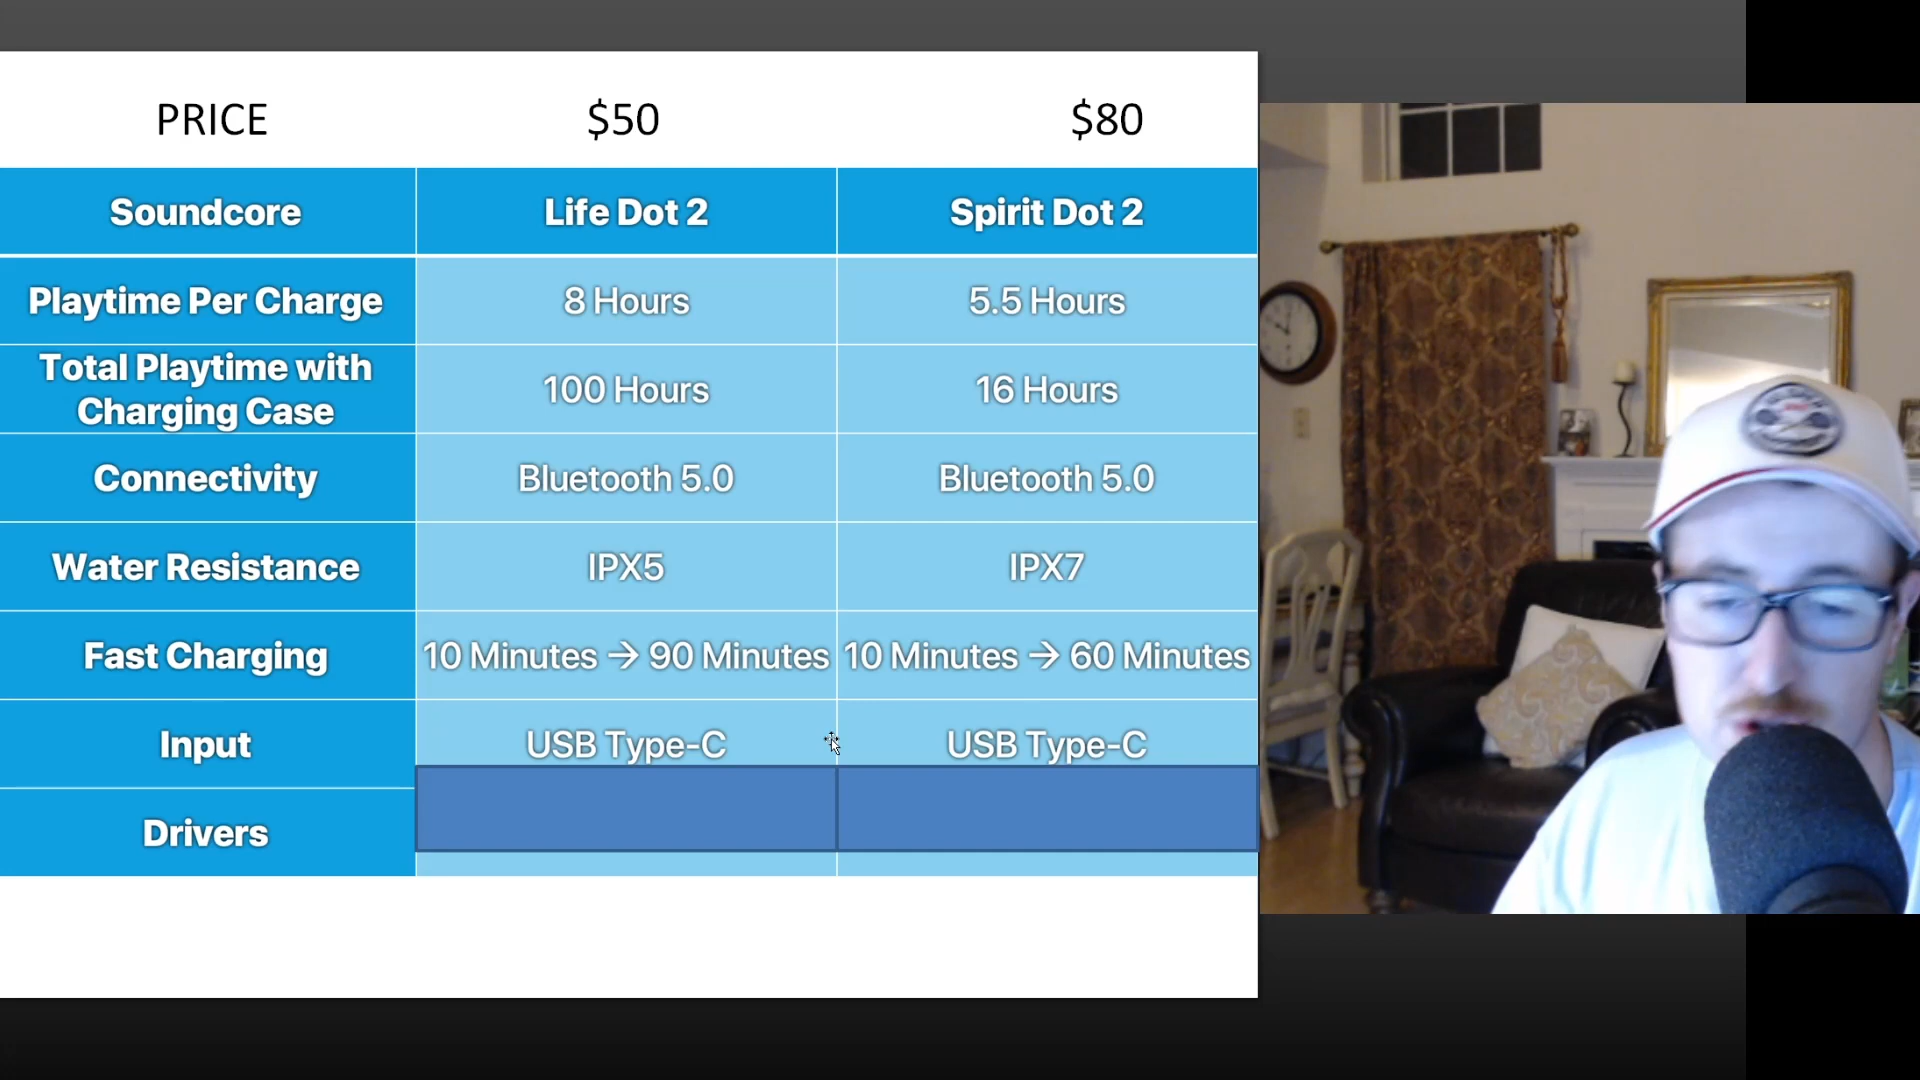 PRICE $50 $80
Soundcore Life Dot 2 Spirit Dot 2
Playtime Per Charge 8 Hours 5.5 Hours
Total Playtime with
Charging Case 100 Hours 16 Hours
Connectivity Bluetooth 5.0 Bluetooth 5.0
Water Resistance IPX5 IPX7
Fast Charging 10 Minutes → 90 Minutes 10 Minutes → 60 Minutes
Input USB Type-C USB Type-C
Drivers